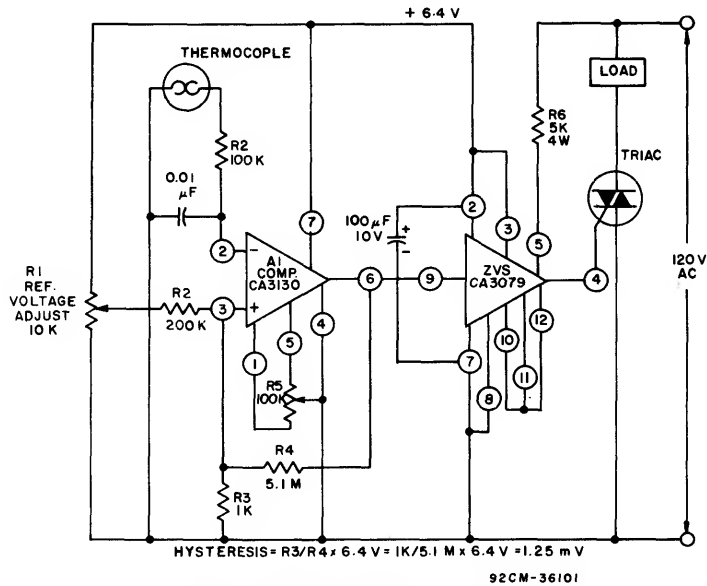 + 6.4 V
THERMOCOPLE
LOAD
R6
5K
4W
R2
100K
TRIAC
0.01
µF
7
100µF
10V
+
-
2
3
5
2
-
A1
COMP.
CA3130
6
9
ZVS
CA3079
4
120V
AC
R1
REF.
VOLTAGE
ADJUST
10 K
R2
200 K
3
+
1
5
4
7
8
10
11
12
R5
100K
R4
5.1 M
R3
1K
HYSTERESIS = R3/R4 x 6.4 V = 1K/5.1 M x 6.4 V = 1.25 mV
92CM-36101